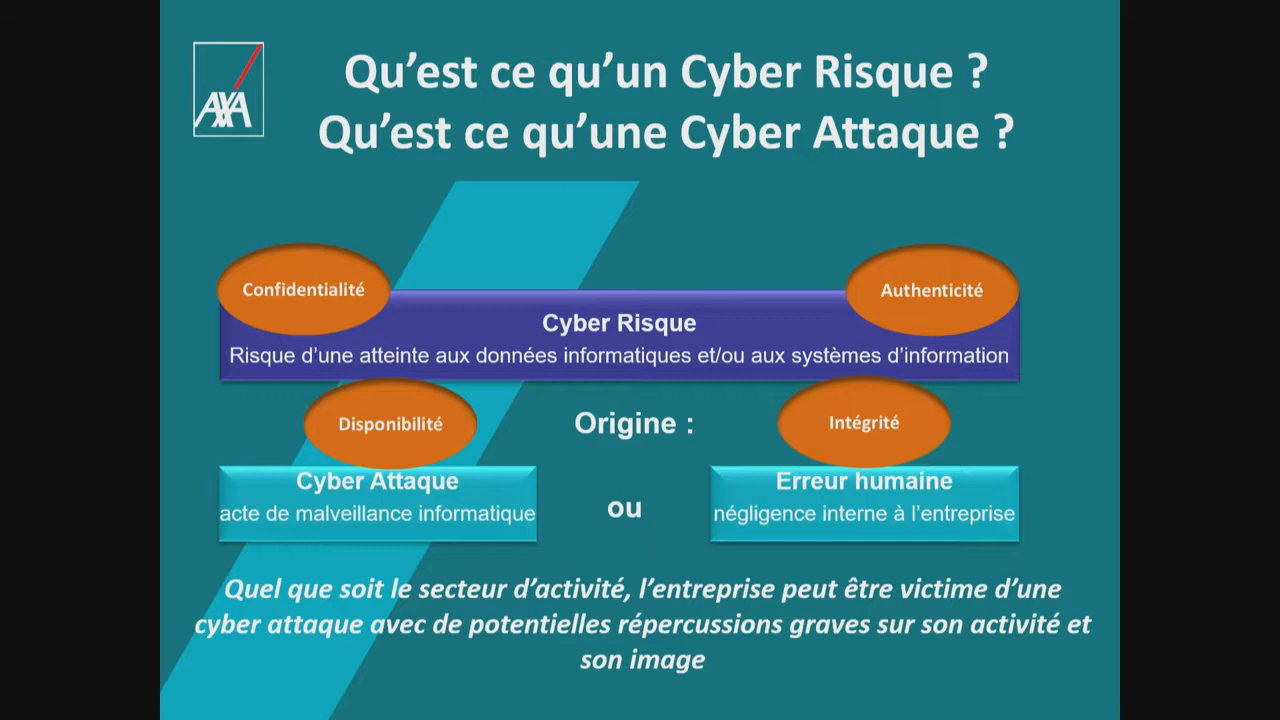 AXA
Qu’est ce qu’un Cyber Risque ?
Qu’est ce qu’une Cyber Attaque ?
Confidentialité
Authenticité
Cyber Risque
Risque d’une atteinte aux données informatiques et/ou aux systèmes d’information
Disponibilité
Origine :
Intégrité
Cyber Attaque
acte de malveillance informatique
ou
Erreur humaine
négligence interne à l’entreprise
Quel que soit le secteur d’activité, l’entreprise peut être victime d’une
cyber attaque avec de potentielles répercussions graves sur son activité et
son image